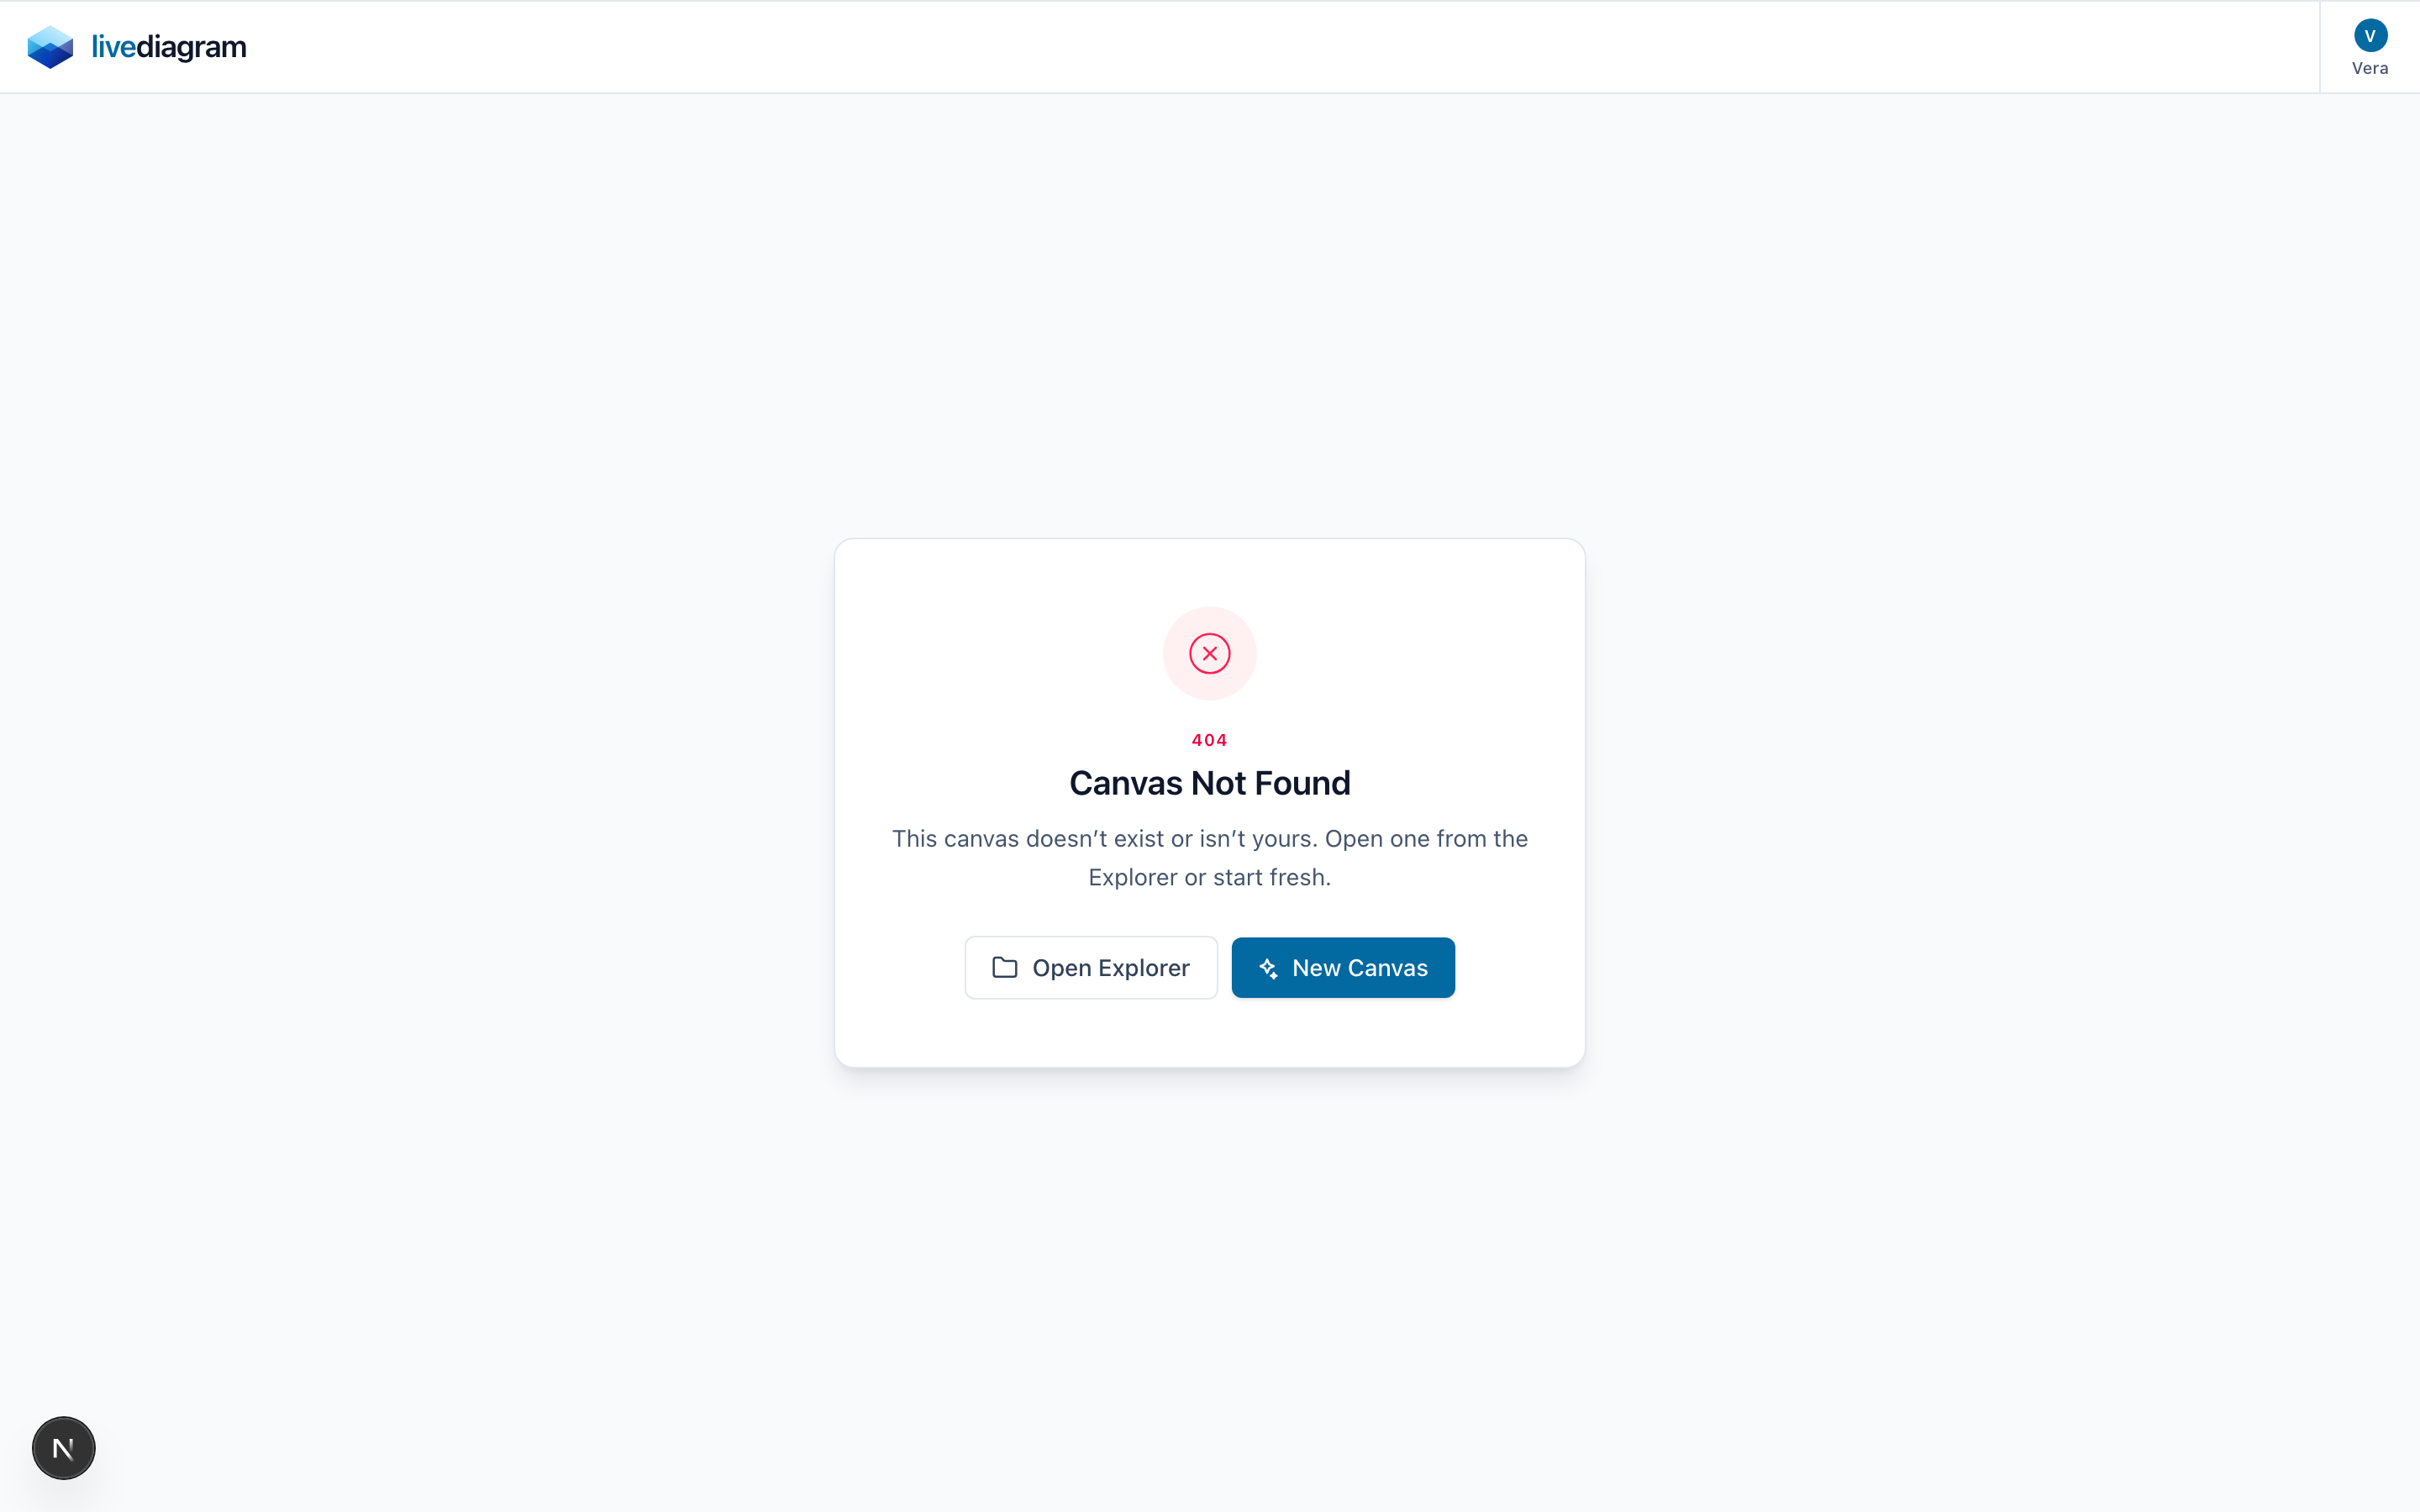 livediagram
V
Vera
404
Canvas Not Found
This canvas doesn’t exist or isn’t yours. Open one from the
Explorer or start fresh.
Open Explorer
New Canvas
N